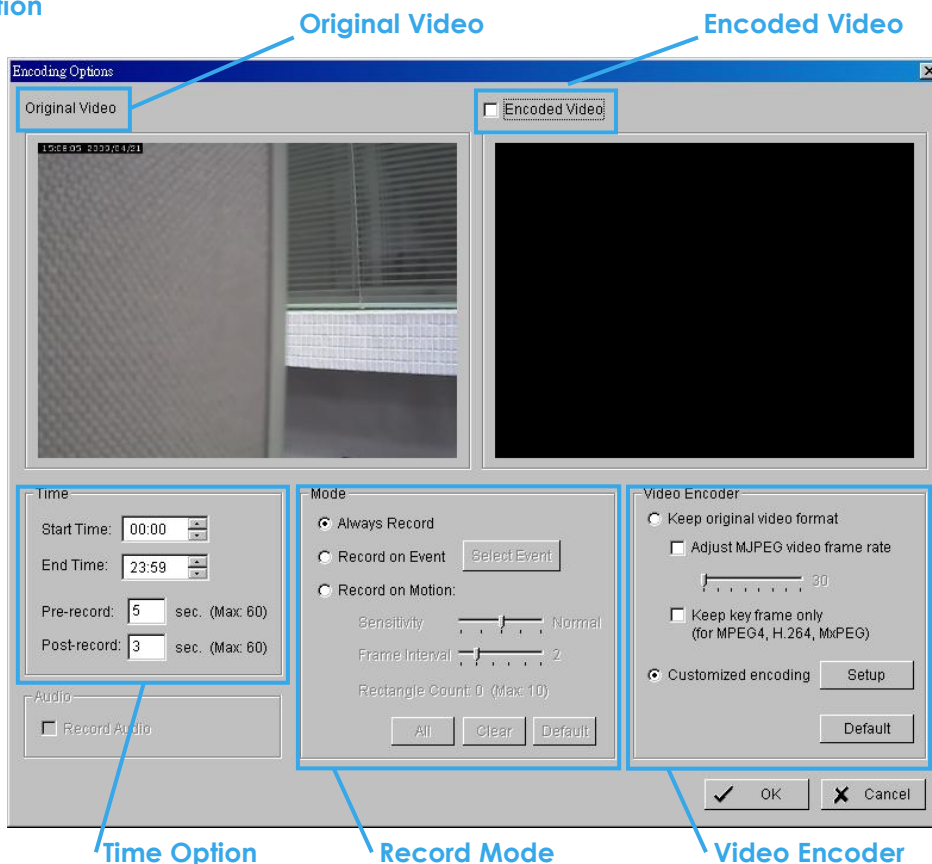 tion
Original Video
Encoded Video
Encoding Options
Original Video
Encoded Video
15:08:05 2009/04/21
Time
Start Time: 00:00
End Time: 23:59
Pre-record: 5 sec. (Max: 60)
Post-record: 3 sec. (Max: 60)
Audio
Record Audio
Mode
Always Record
Record on Event Select Event
Record on Motion:
Sensitivity Normal
Frame Interval 2
Rectangle Count: 0 (Max: 10)
All Clear Default
Video Encoder
Keep original video format
Adjust MJPEG video frame rate
30
Keep key frame only
(for MPEG4, H.264, MxPEG)
Customized encoding Setup
Default
OK Cancel
Time Option
Record Mode
Video Encoder